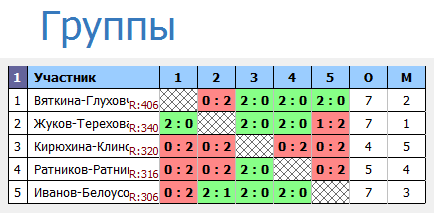 Группы
1 Участник 1 2 3 4 5 О М
1 Вяткина-Глухов R:406 0 : 2 2 : 0 2 : 0 2 : 0 7 2
2 Жуков-Терехов R:340 2 : 0 2 : 0 2 : 0 1 : 2 7 1
3 Кирюхина-Клинс R:320 0 : 2 0 : 2 0 : 2 0 : 2 4 5
4 Ратников-Ратни R:316 0 : 2 0 : 2 2 : 0 0 : 2 5 4
5 Иванов-Белоусо R:306 0 : 2 2 : 1 2 : 0 2 : 0 7 3